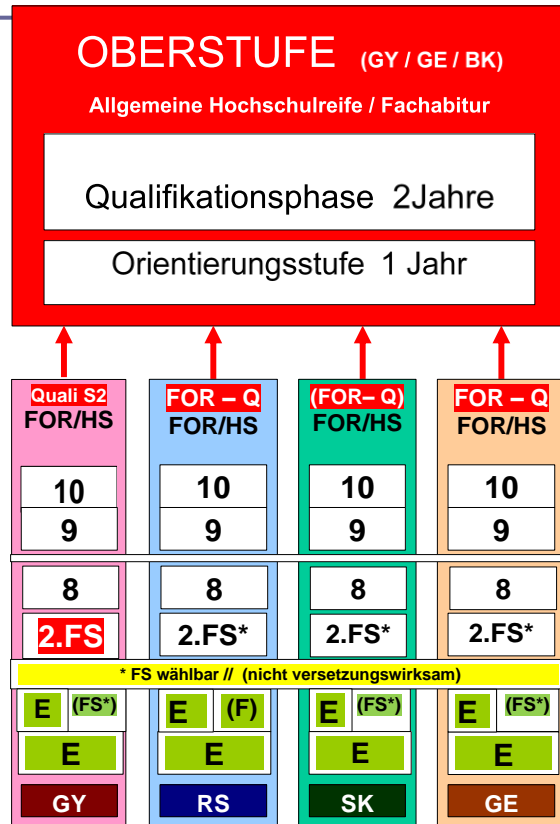 OBERSTUFE (GY / GE / BK)
Allgemeine Hochschulreife / Fachabitur
Qualifikationsphase 2Jahre
Orientierungsstufe 1 Jahr
Quali S2 FOR – Q (FOR– Q) FOR – Q
FOR/HS FOR/HS FOR/HS FOR/HS
10 10 10 10
9 9 9 9
8 8 8 8
2.FS 2.FS* 2.FS* 2.FS*
* FS wählbar // (nicht versetzungswirksam)
E (FS*) E (F) E (FS*) E (FS*)
E E E E
GY RS SK GE